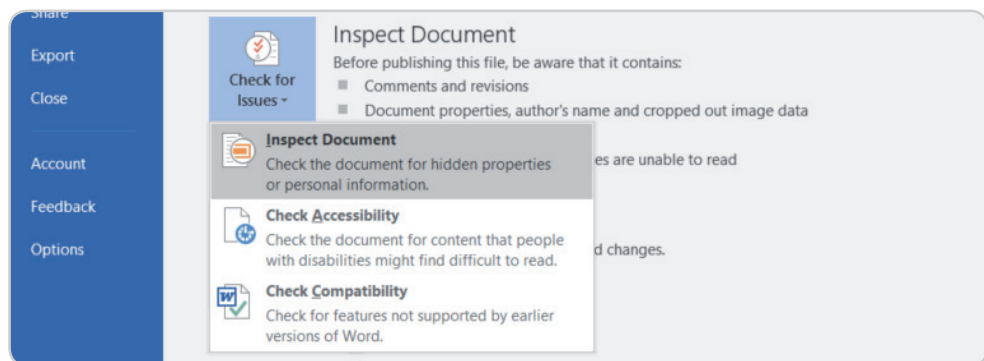 Share
Export
Close
Account
Feedback
Options
Check for
Issues
Inspect Document
Before publishing this file, be aware that it contains:
Comments and revisions
Document properties, author's name and cropped out image data
es are unable to read
d changes.
Inspect Document
Check the document for hidden properties
or personal information.
Check Accessibility
Check the document for content that people
with disabilities might find difficult to read.
Check Compatibility
Check for features not supported by earlier
versions of Word.